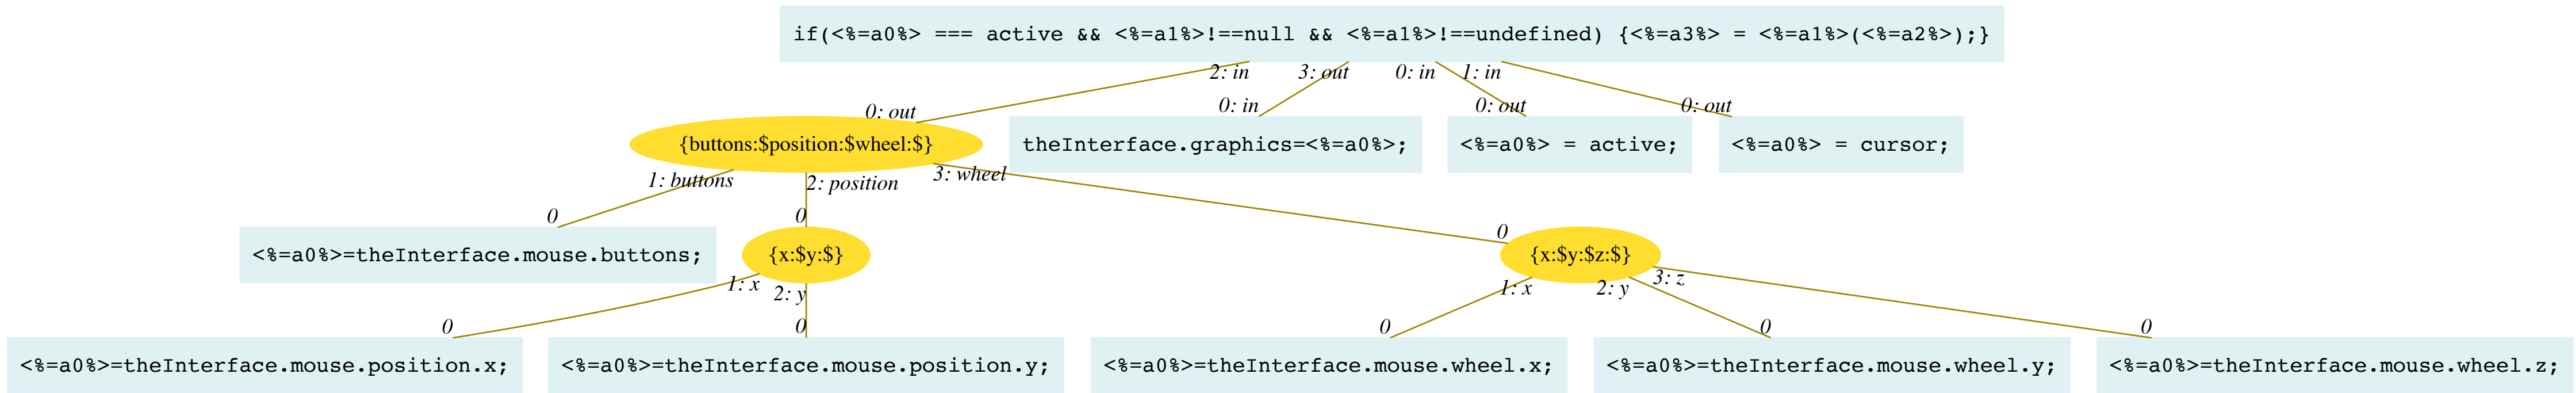 if(<%=a0%> === active && <%=a1%>!==null && <%=a1%>!==undefined) {<%=a3%> = <%=a1%>(<%=a2%>);}
2: in
3: out
0: in
1: in
0: out
0: in
0: out
0: out
{buttons:$position:$wheel:$}
theInterface.graphics=<%=a0%>;
<%=a0%> = active;
<%=a0%> = cursor;
1: buttons
2: position
3: wheel
0
0
0
<%=a0%>=theInterface.mouse.buttons;
{x:$y:$}
{x:$y:$z:$}
1: x
2: y
1: x
2: y
3: z
0
0
0
0
0
<%=a0%>=theInterface.mouse.position.x;
<%=a0%>=theInterface.mouse.position.y;
<%=a0%>=theInterface.mouse.wheel.x;
<%=a0%>=theInterface.mouse.wheel.y;
<%=a0%>=theInterface.mouse.wheel.z;